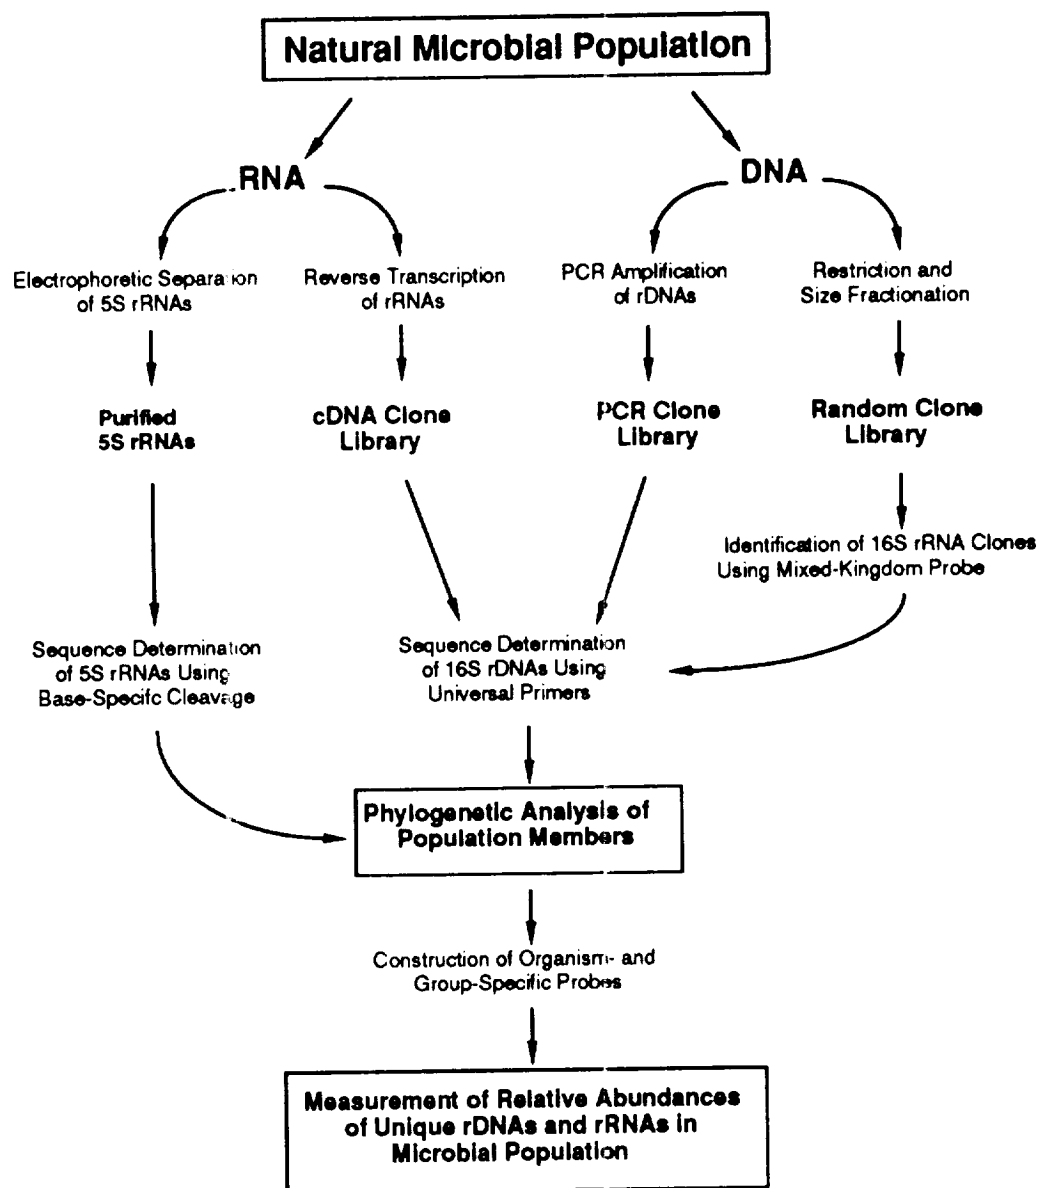 Natural Microbial Population
RNA
DNA
Electrophoretic Separation
of 5S rRNAs
Reverse Transcription
of rRNAs
PCR Amplification
of rDNAs
Restriction and
Size Fractionation
Purified
5S rRNAs
cDNA Clone
Library
PCR Clone
Library
Random Clone
Library
Identification of 16S rRNA Clones
Using Mixed-Kingdom Probe
Sequence Determination
of 5S rRNAs Using
Base-Specifc Cleavage
Sequence Determination
of 16S rDNAs Using
Universal Primers
Phylogenetic Analysis of
Population Members
Construction of Organism- and
Group-Specific Probes
Measurement of Relative Abundances
of Unique rDNAs and rRNAs in
Microbial Population